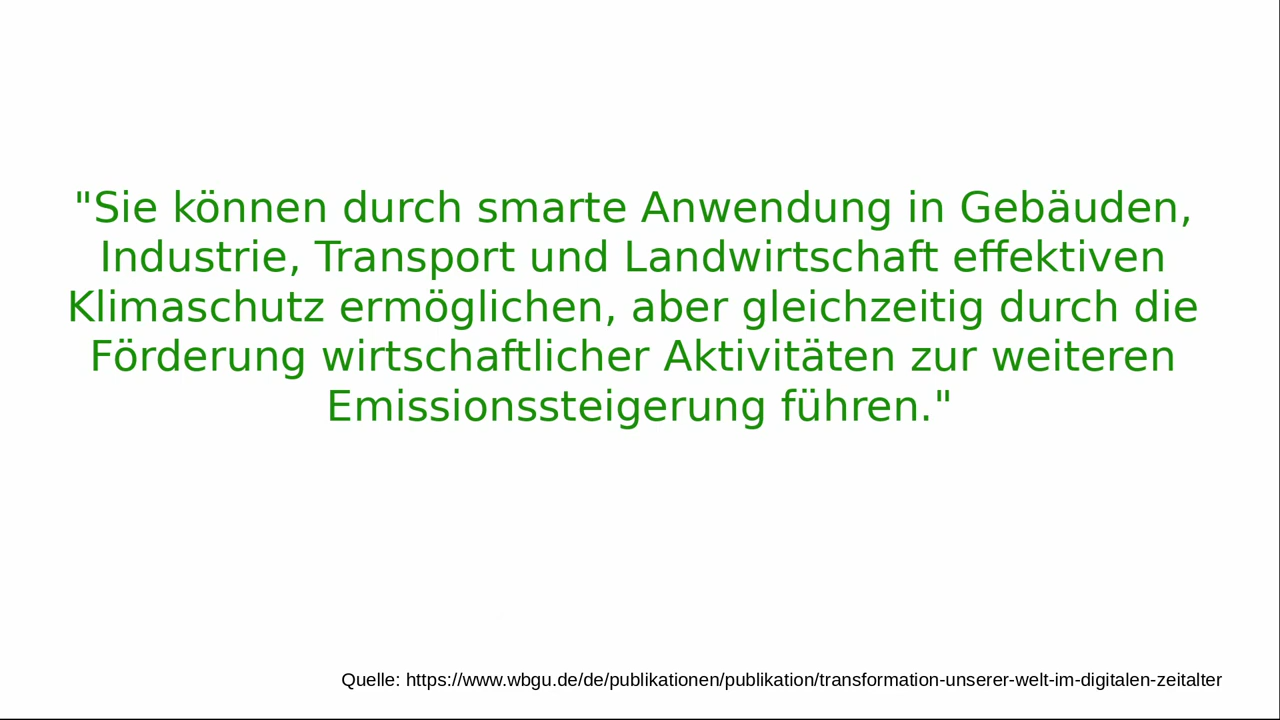 "Sie können durch smarte Anwendung in Gebäuden,
Industrie, Transport und Landwirtschaft effektiven
Klimaschutz ermöglichen, aber gleichzeitig durch die
Förderung wirtschaftlicher Aktivitäten zur weiteren
Emissionssteigerung führen."
Quelle: https://www.wbgu.de/de/publikationen/publikation/transformation-unserer-welt-im-digitalen-zeitalter